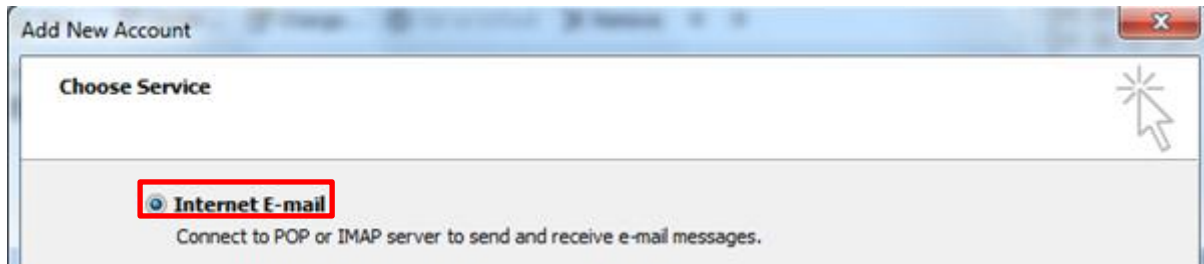 Add New Account
Choose Service
Internet E-mail
Connect to POP or IMAP server to send and receive e-mail messages.